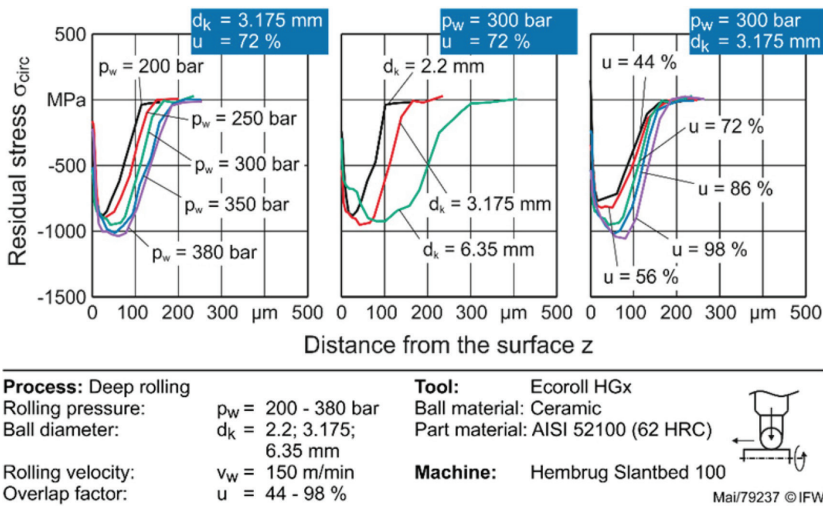 d_k = 3.175 mm
u = 72 %
p_w = 300 bar
u = 72 %
p_w = 300 bar
d_k = 3.175 mm
Residual stress σ_circ
500
MPa
-500
-1000
-1500
p_w = 200 bar
p_w = 250 bar
p_w = 300 bar
p_w = 350 bar
p_w = 380 bar
d_k = 2.2 mm
d_k = 3.175 mm
d_k = 6.35 mm
u = 44 %
u = 72 %
u = 86 %
u = 98 %
u = 56 %
0 100 200 µm 500
0 100 200 µm 500
0 100 200 µm 500
Distance from the surface z
Process: Deep rolling
Rolling pressure: p_w = 200 - 380 bar
Ball diameter: d_k = 2.2; 3.175;
6.35 mm
Rolling velocity: v_w = 150 m/min
Overlap factor: u = 44 - 98 %
Tool: Ecoroll HGx
Ball material: Ceramic
Part material: AISI 52100 (62 HRC)
Machine: Hembrug Slantbed 100
Mai/79237 © IFW